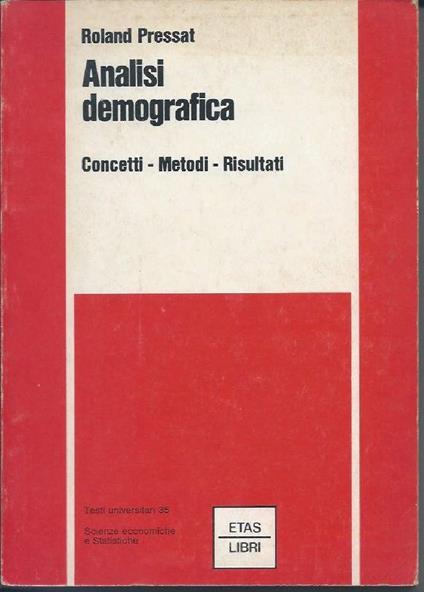 Roland Pressat
Analisi
demografica
Concetti - Metodi - Risultati
Testi universitari 35
Scienze economiche
e Statistiche
ETAS
LIBRI